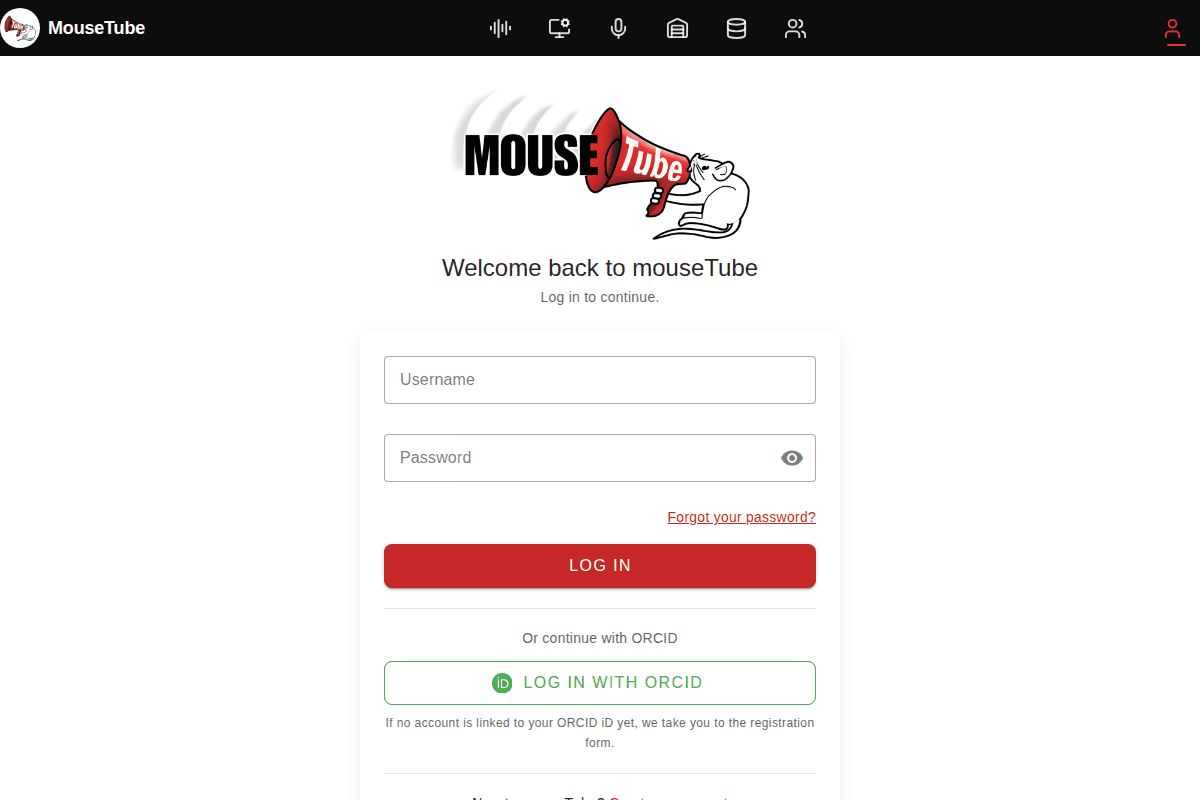 MouseTube
MOUSE Tube
Welcome back to mouseTube
Log in to continue.
Username
Password
Forgot your password?
LOG IN
Or continue with ORCID
iD LOG IN WITH ORCID
If no account is linked to your ORCID iD yet, we take you to the registration
form.